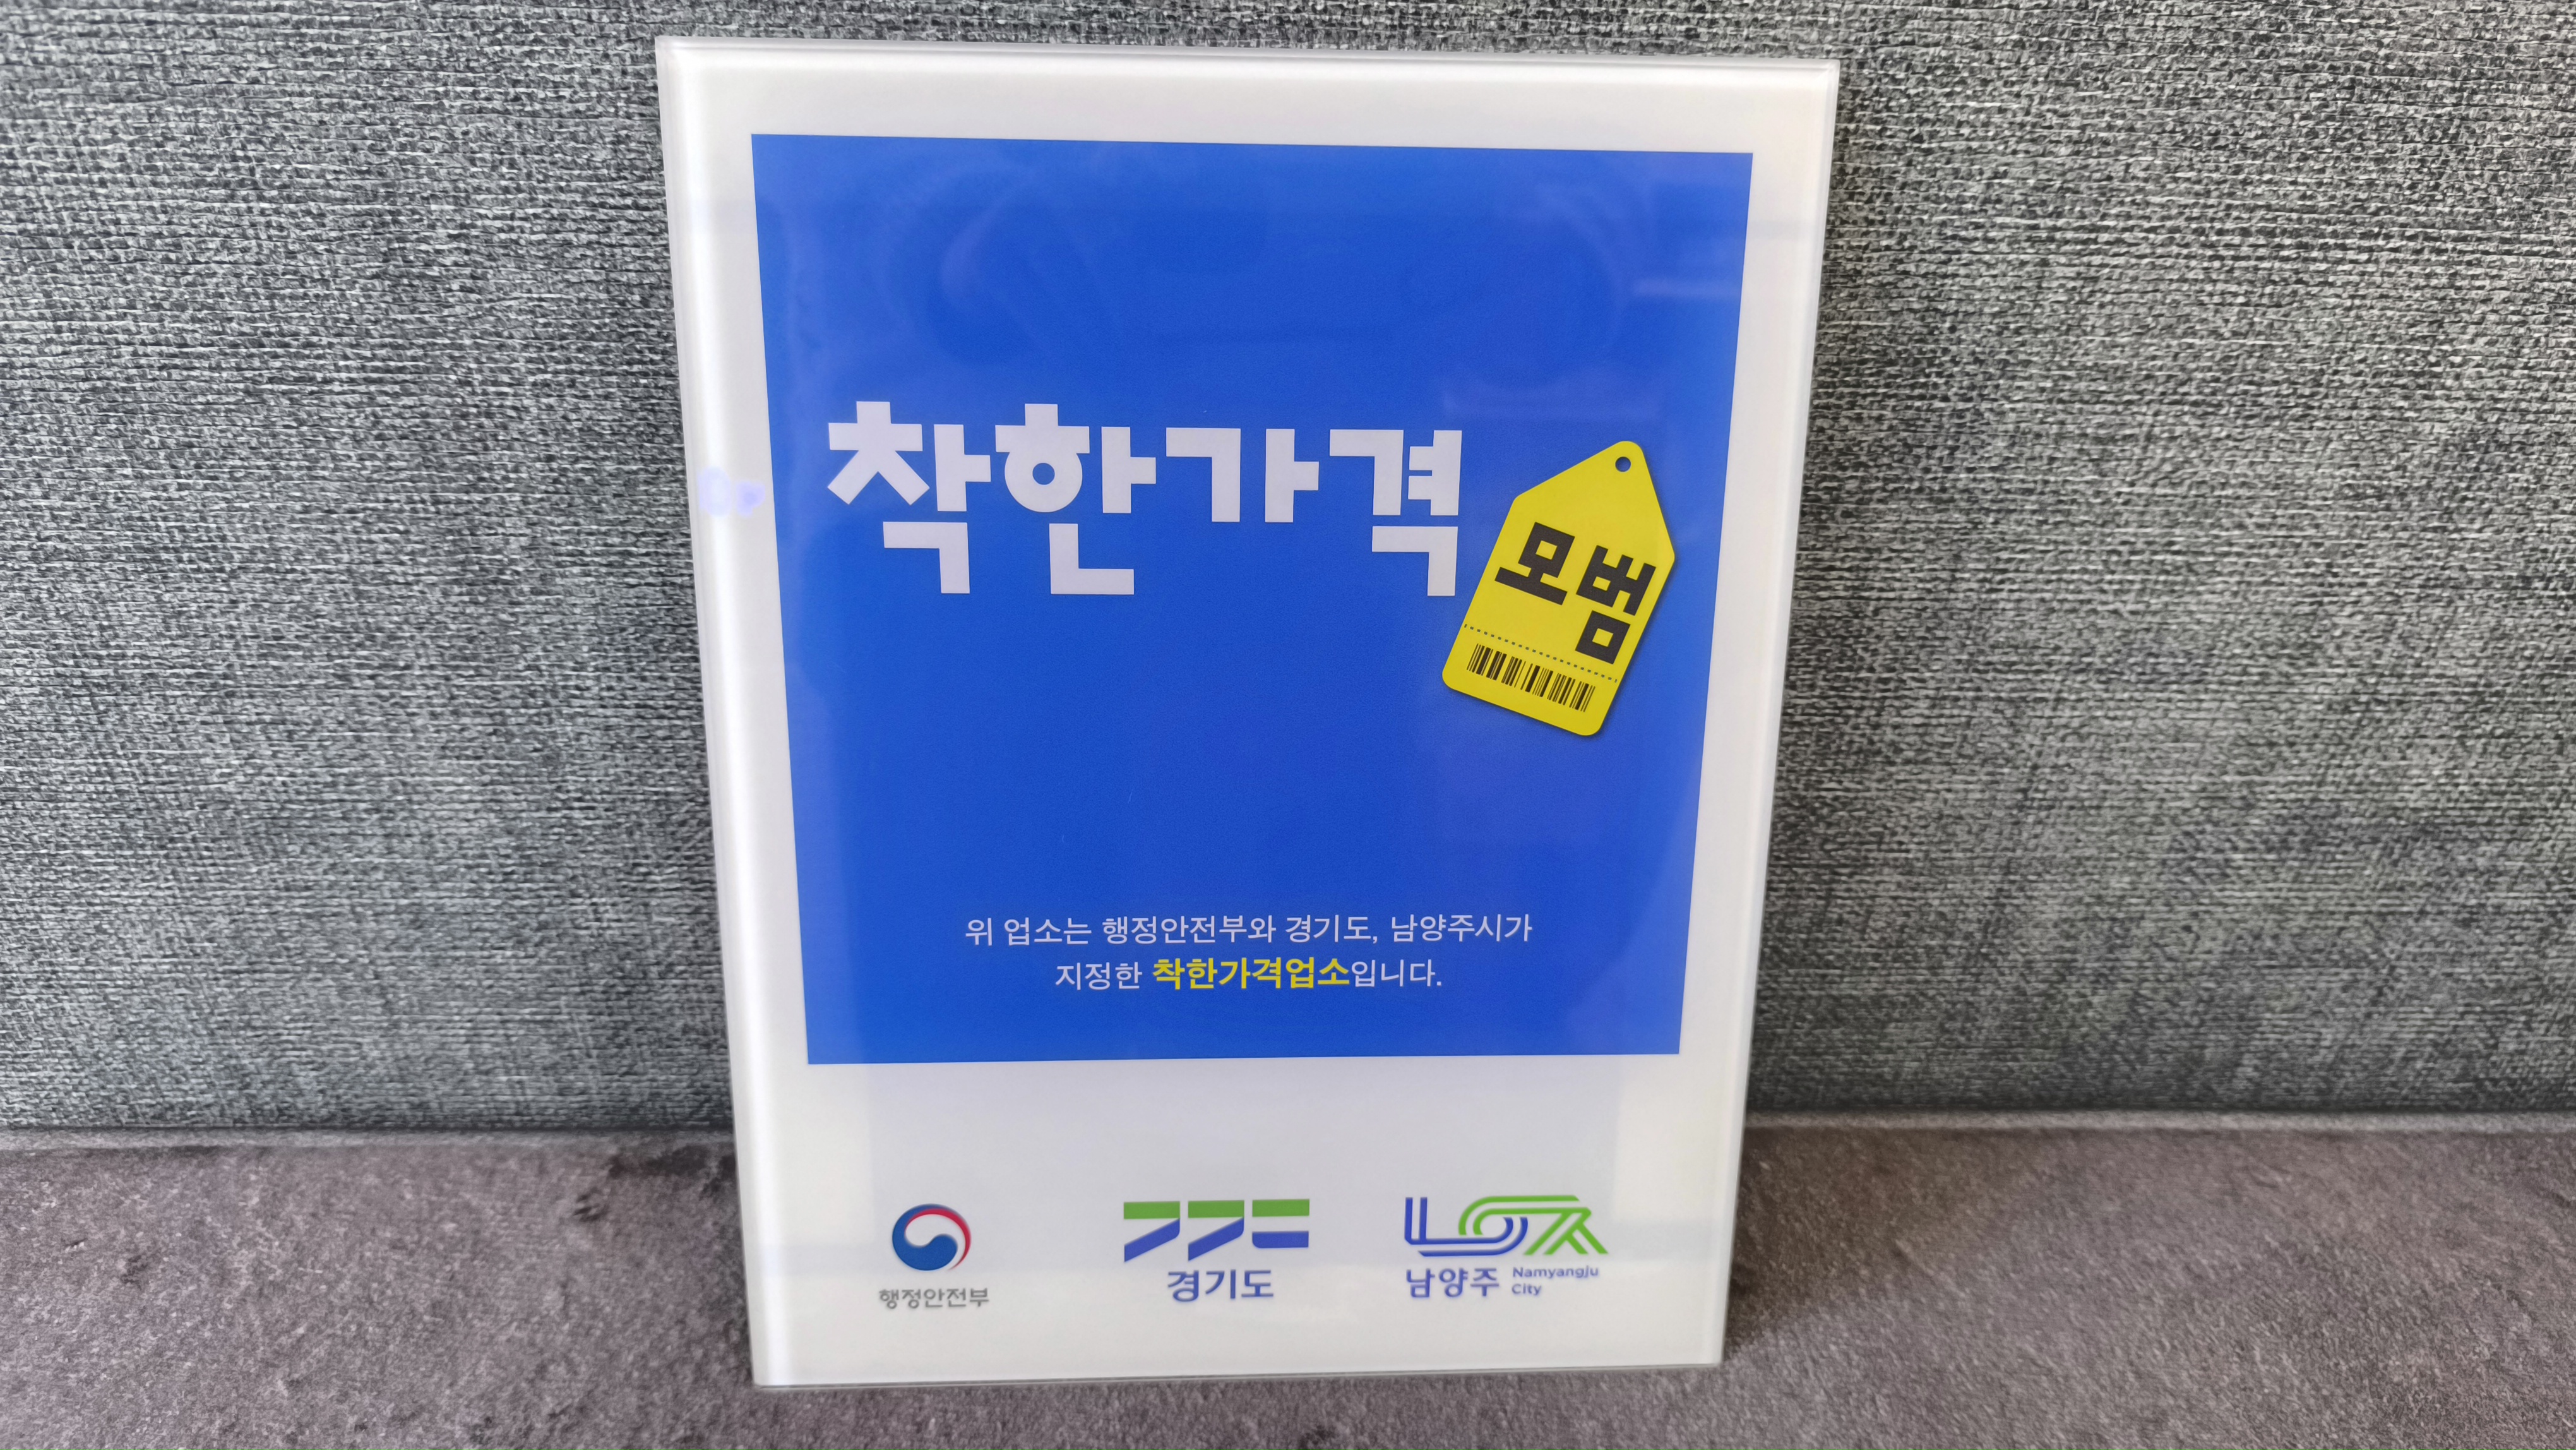 착한가격
모범
위 업소는 행정안전부와 경기도, 남양주시가
지정한 착한가격업소입니다.
행정안전부
경기도
남양주 Namyangju
City